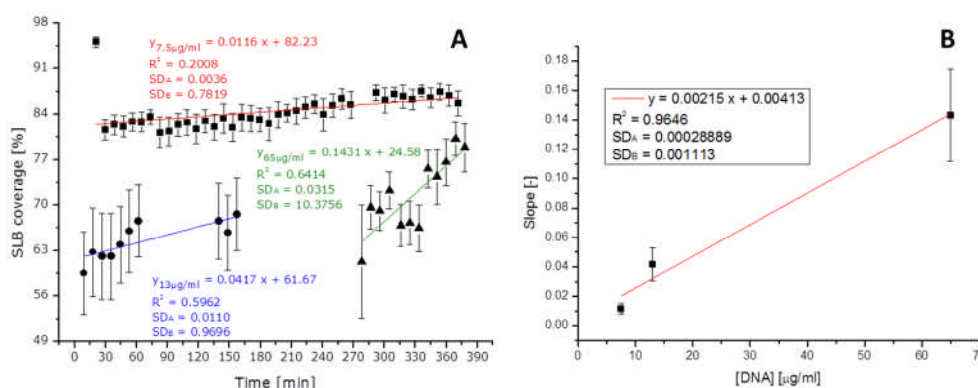 A
y7.5μg/ml = 0.0116 x + 82.23
R² = 0.2008
SDA = 0.0036
SDB = 0.7819
y65μg/ml = 0.1431 x + 24.58
R² = 0.6414
SDA = 0.0315
SDB = 10.3756
y13μg/ml = 0.0417 x + 61.67
R² = 0.5962
SDA = 0.0110
SDB = 0.9696
SLB coverage [%]
98
91
84
77
70
63
56
49
0 30 60 90 120 150 180 210 240 270 300 330 360 390
Time [min]
B
y = 0.00215 x + 0.00413
R² = 0.9646
SDA = 0.00028889
SDB = 0.001113
Slope [-]
0.18
0.16
0.14
0.12
0.10
0.08
0.06
0.04
0.02
0.00
0 10 20 30 40 50 60
[DNA] [μg/ml]